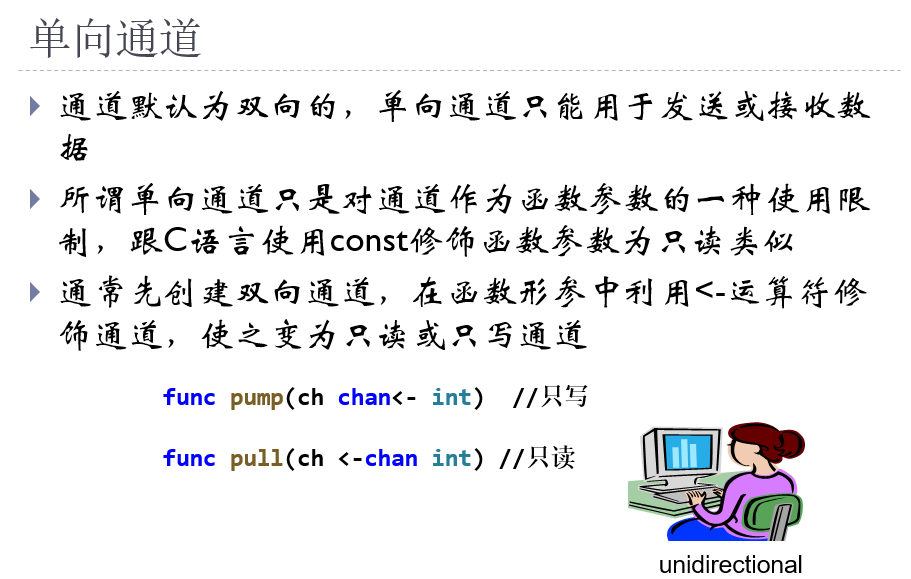 单向通道
通道默认为双向的，单向通道只能用于发送或接收数
据
所谓单向通道只是对通道作为函数参数的一种使用限
制，跟C语言使用const修饰函数参数为只读类似
通常先创建双向通道，在函数形参中利用<-运算符修
饰通道，使之变为只读或只写通道
func pump(ch chan<- int)  //只写
func pull(ch <-chan int) //只读
unidirectional